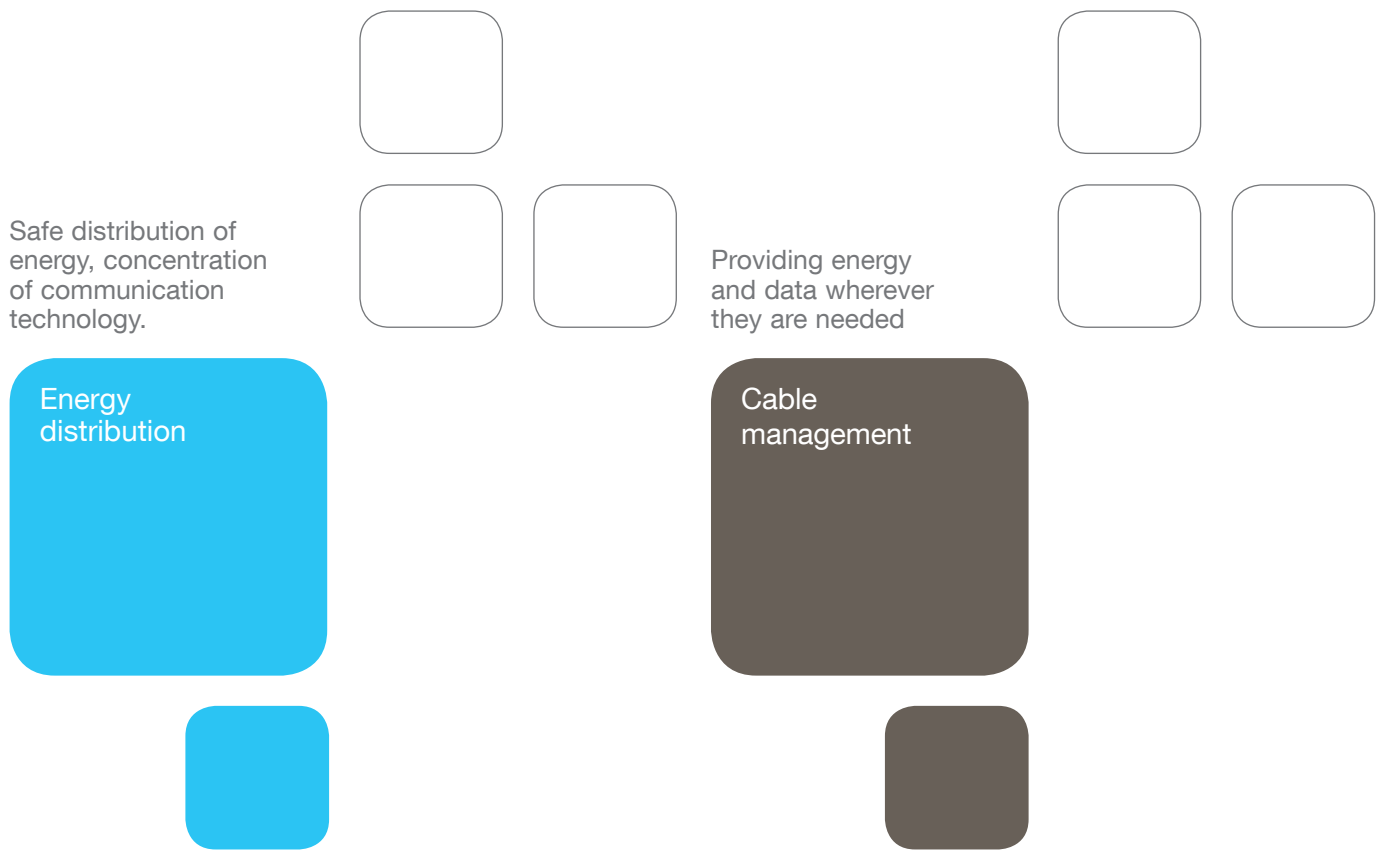 Safe distribution of
energy, concentration
of communication
technology.
Energy
distribution
Providing energy
and data wherever
they are needed
Cable
management